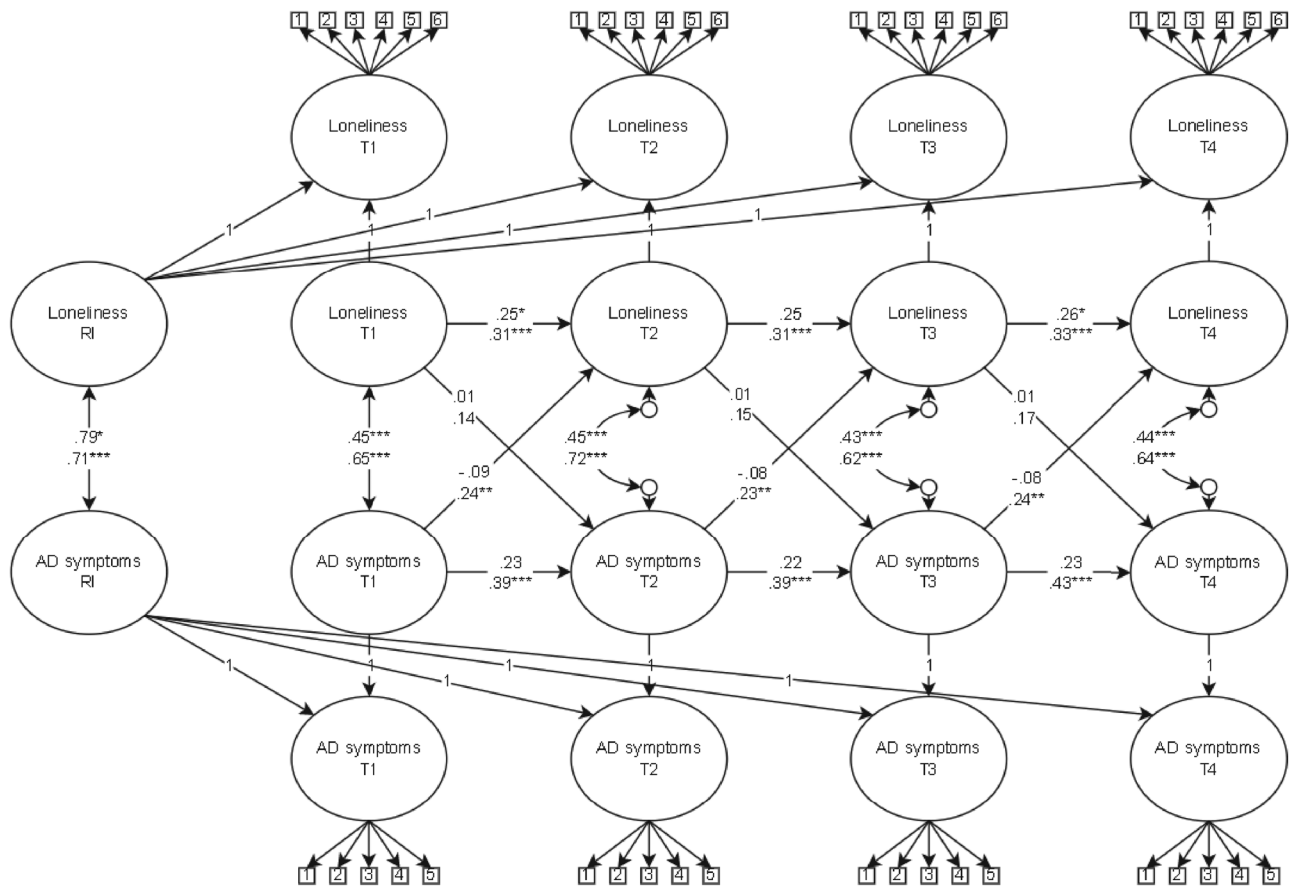 1 2 3 4 5 6 1 2 3 4 5 6 1 2 3 4 5 6 1 2 3 4 5 6
Loneliness Loneliness Loneliness Loneliness
T1 T2 T3 T4
1 1 1 1
1 1 1 1
Loneliness Loneliness Loneliness Loneliness Loneliness
RI T1 T2 T3 T4
.25* .25 .26*
.31*** .31*** .33***
.01 .01 .01
.14 .15 .17
.79* .45*** .45*** .43*** .44***
.71*** .65*** .72*** .62*** .64***
-.09 -.08 -.08
.24** .23** .24**
AD symptoms AD symptoms AD symptoms AD symptoms AD symptoms
RI T1 T2 T3 T4
.23 .22 .23
.39*** .39*** .43***
1 1 1 1 1 1
1 1
AD symptoms AD symptoms AD symptoms AD symptoms
T1 T2 T3 T4
1 2 3 4 5 1 2 3 4 5 1 2 3 4 5 1 2 3 4 5